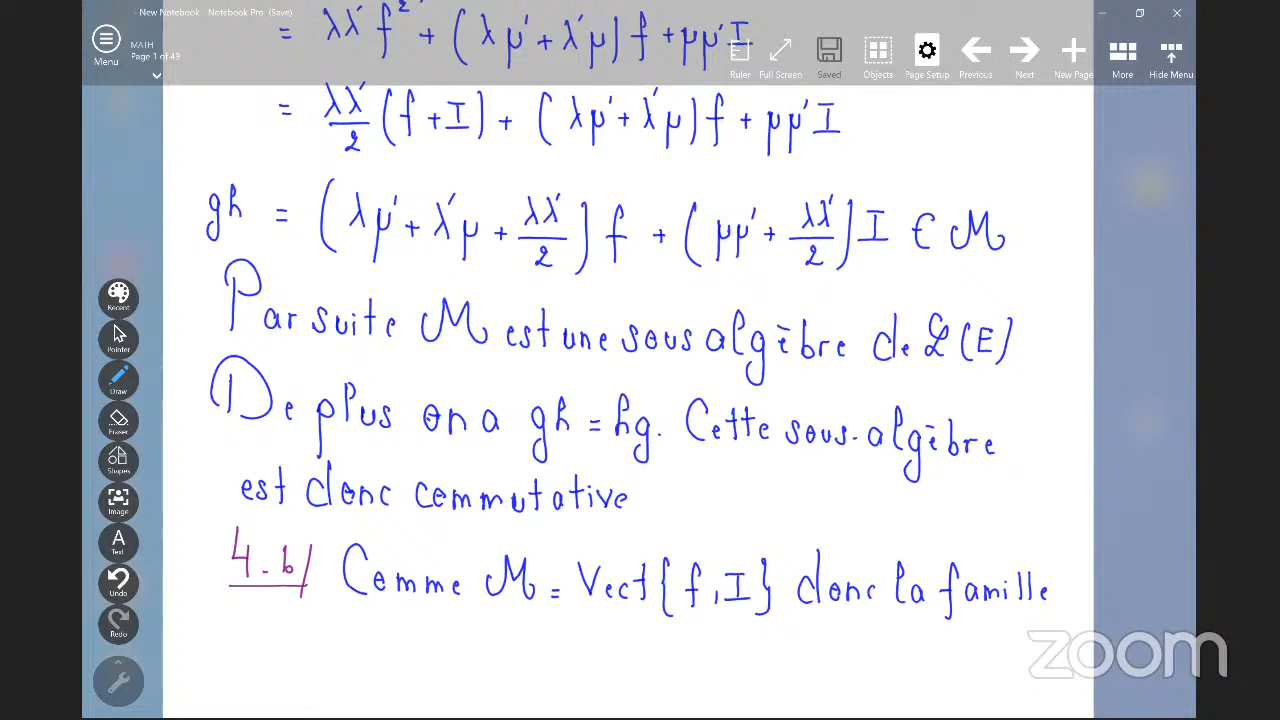 - New Notebook - Notebook Pro (Save)
Menu
MATH
Page 1 of 49
Ruler Full Screen Saved Objects Page Setup Previous Next New Page More Hide Menu
= λλ' f² + (λμ' + λ'μ) f + μμ' I
= λλ'/2 (f + I) + (λμ' + λ'μ) f + μμ' I
gh = (λμ' + λ'μ + λλ'/2) f + (μμ' + λλ'/2) I ∈ M
Par suite M est une sous algèbre de L(E)
De plus on a gh = hg. Cette sous-algèbre
est donc commutative
4-b/ Comme M = Vect{f, I} donc la famille
Recent
Pointer
Draw
Eraser
Shapes
Image
A
Text
Undo
Redo
zoom